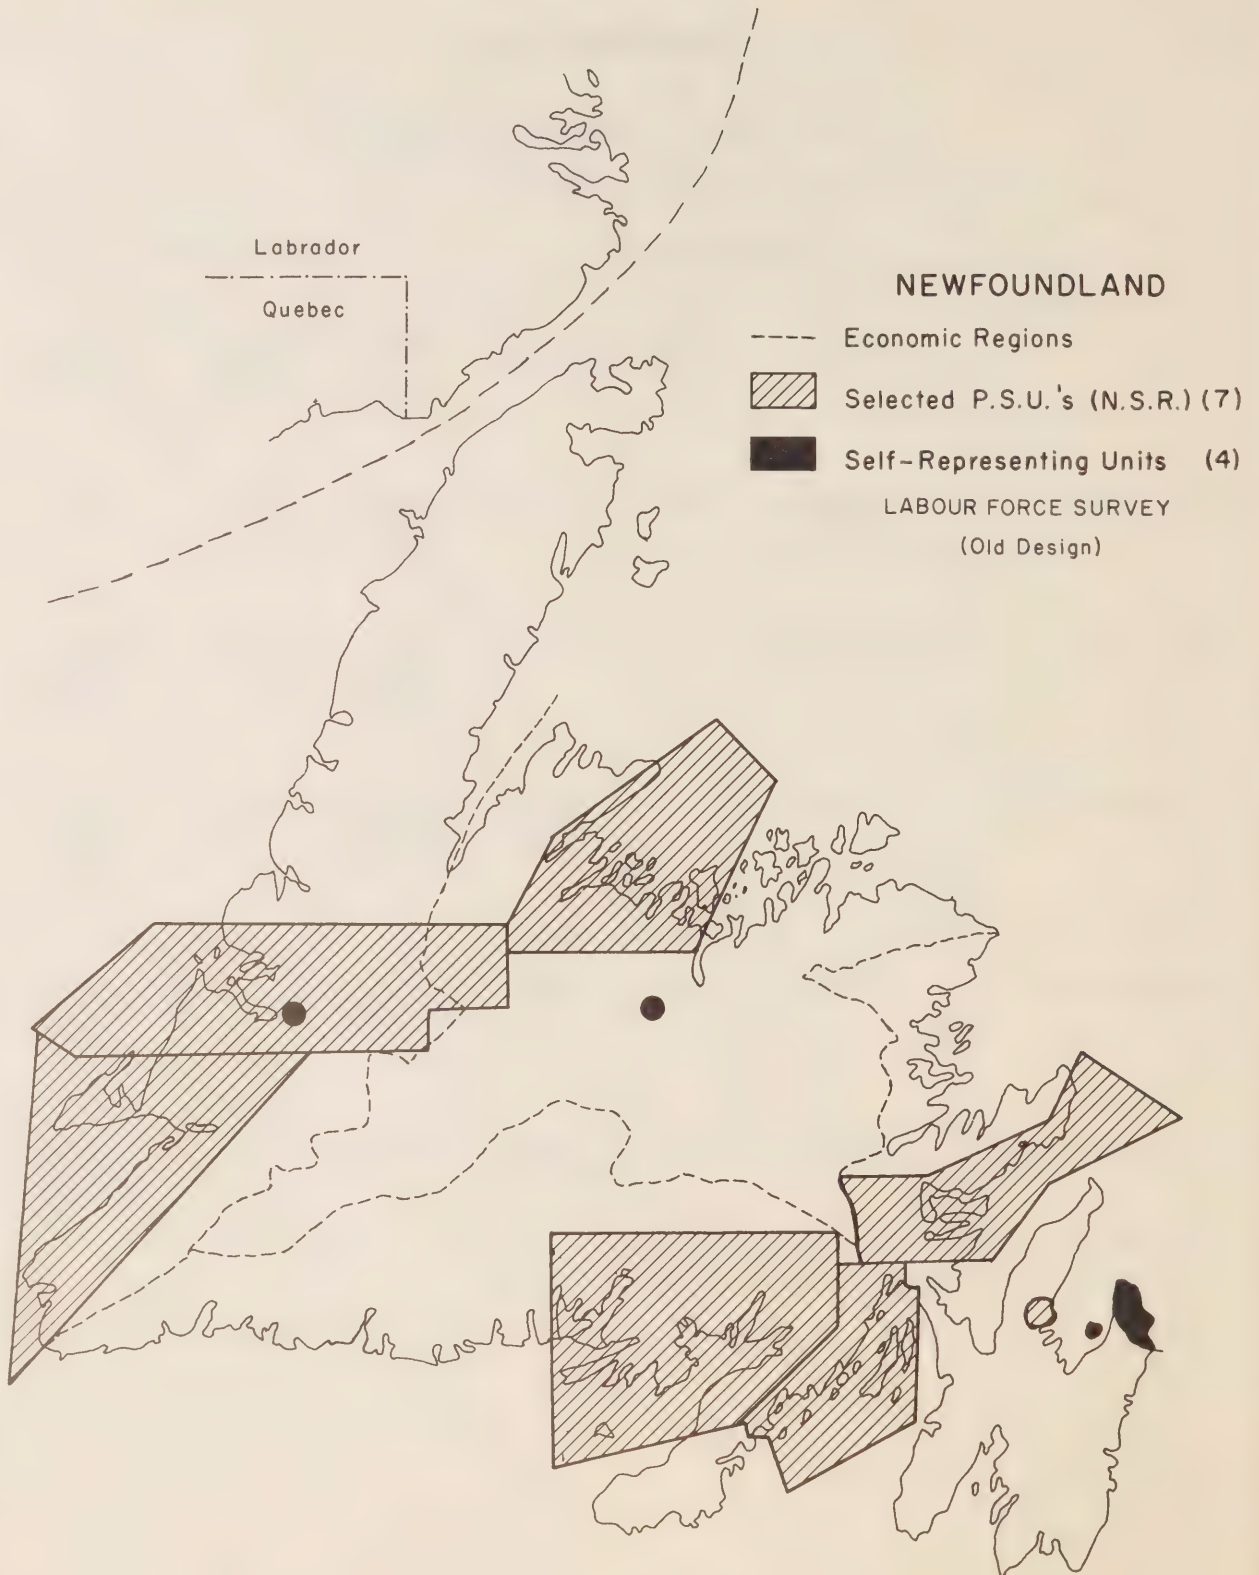 Labrador
Quebec
NEWFOUNDLAND
Economic Regions
Selected P.S.U.'s (N.S.R.) (7)
Self-Representing Units (4)
LABOUR FORCE SURVEY
(Old Design)